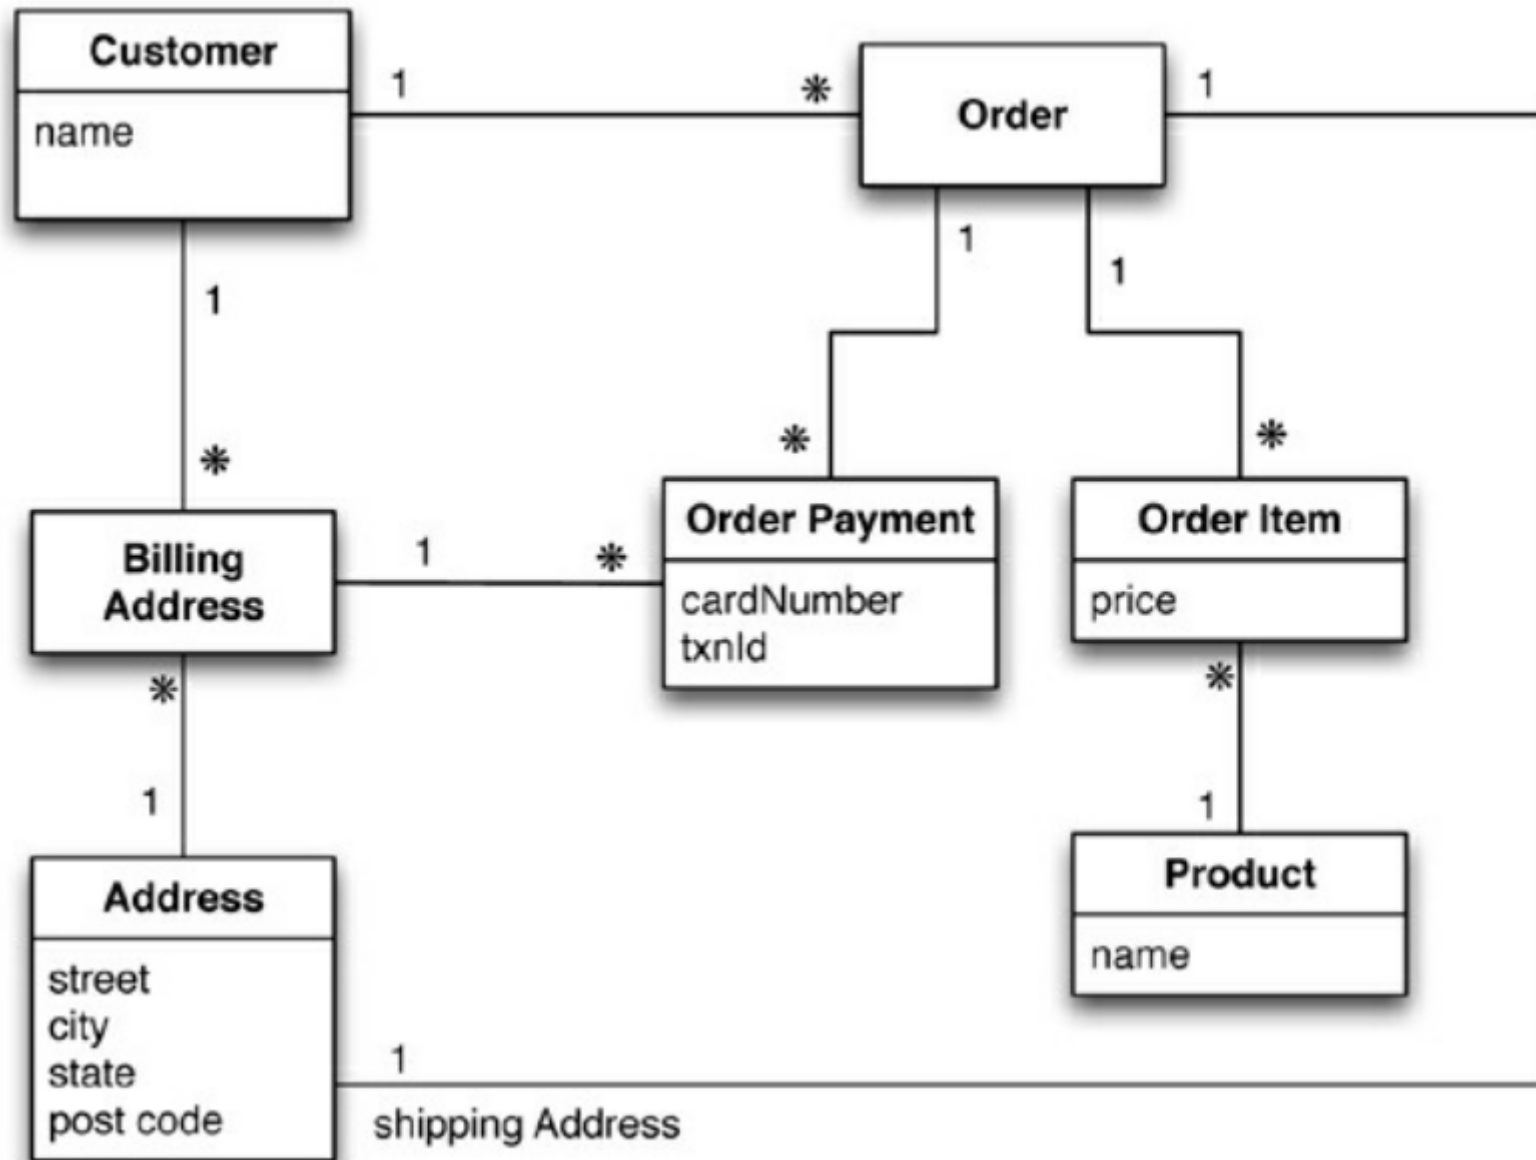 Customer
name
1
*
Order
1
1
1
1
*
*
*
Billing
Address
1
*
Order Payment
cardNumber
txnId
Order Item
price
*
1
*
1
Address
street
city
state
post code
Product
name
1
shipping Address